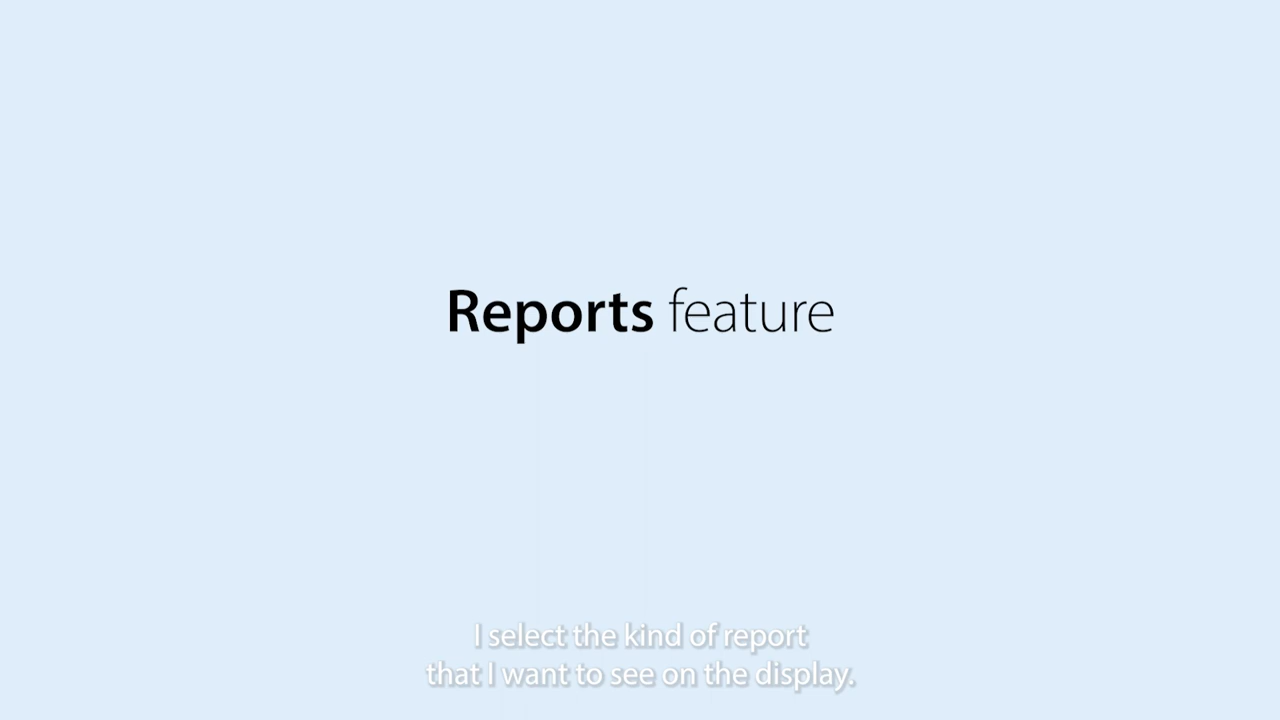 Reports feature
I select the kind of report
that I want to see on the display.